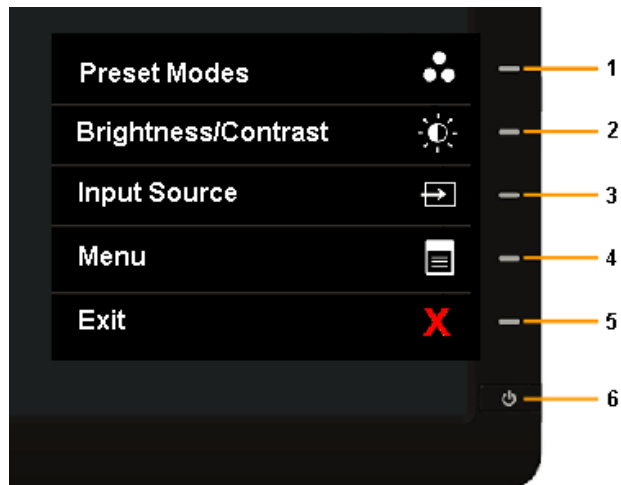 Preset Modes 1
Brightness/Contrast 2
Input Source 3
Menu 4
Exit X 5
6